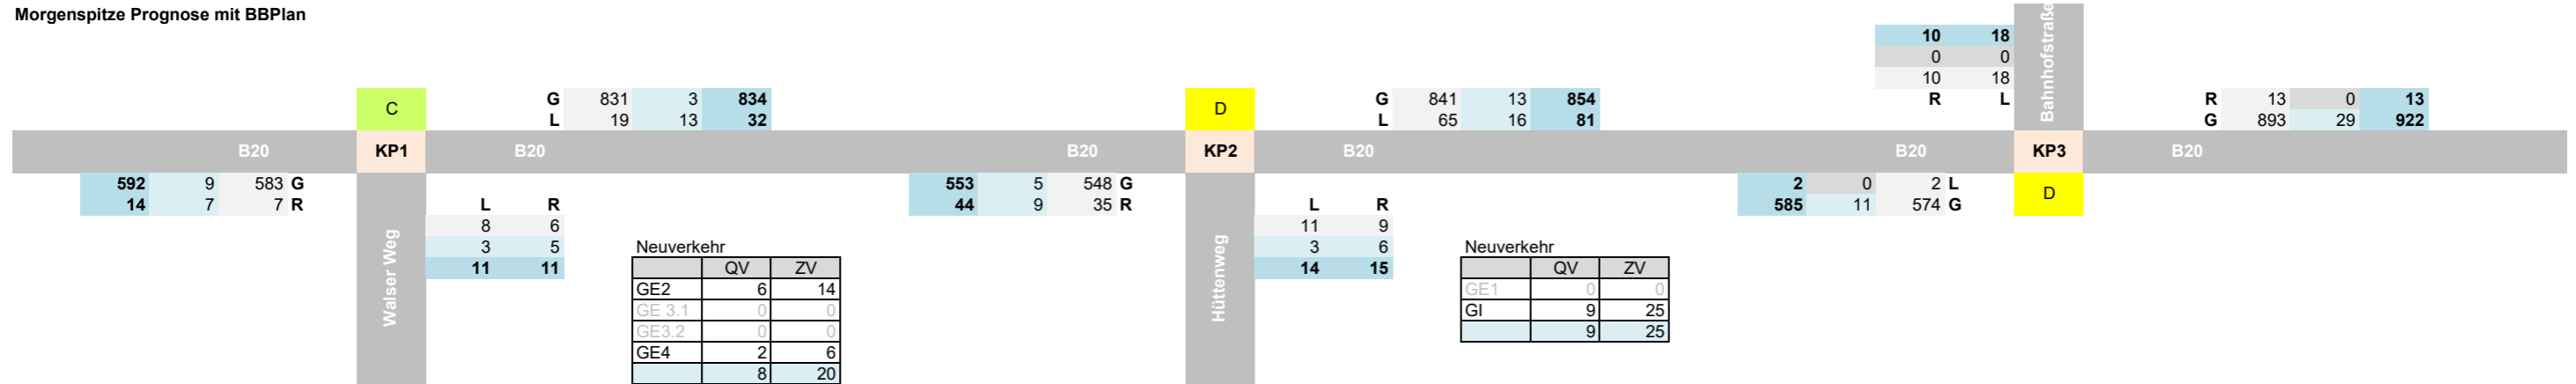 Morgenspitze Prognose mit BBPlan
10 18
0 0
10 18
R L
Bahnhofstraße
C
G 831 3 834
L 19 13 32
D
G 841 13 854
L 65 16 81
R 13 0 13
G 893 29 922
B20 KP1 B20 B20 KP2 B20 B20 KP3 B20
592 9 583 G
14 7 7 R
Walser Weg
L R
8 6
3 5
11 11
Neuverkehr
QV ZV
GE2 6 14
GE 3.1 0 0
GE3.2 0 0
GE4 2 6
8 20
553 5 548 G
44 9 35 R
Hüttenweg
L R
11 9
3 6
14 15
Neuverkehr
QV ZV
GE1 0 0
GI 9 25
9 25
2 0 2 L
585 11 574 G
D